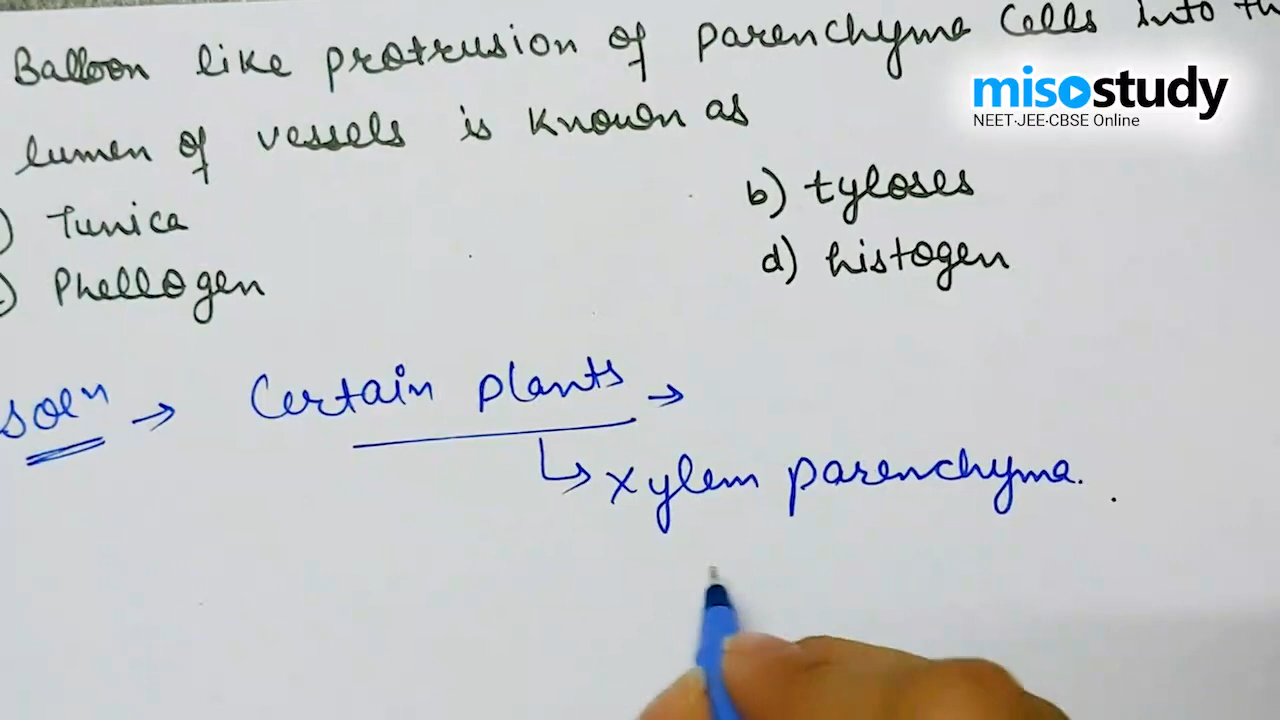 Balloon like protrusion of parenchyma cells into th
lumen of vessels is known as
) Tunica
b) tyloses
) Phellogen
d) histogen
soln → Certain plants →
↳ xylem parenchyma.
misostudy
NEET·JEE·CBSE Online